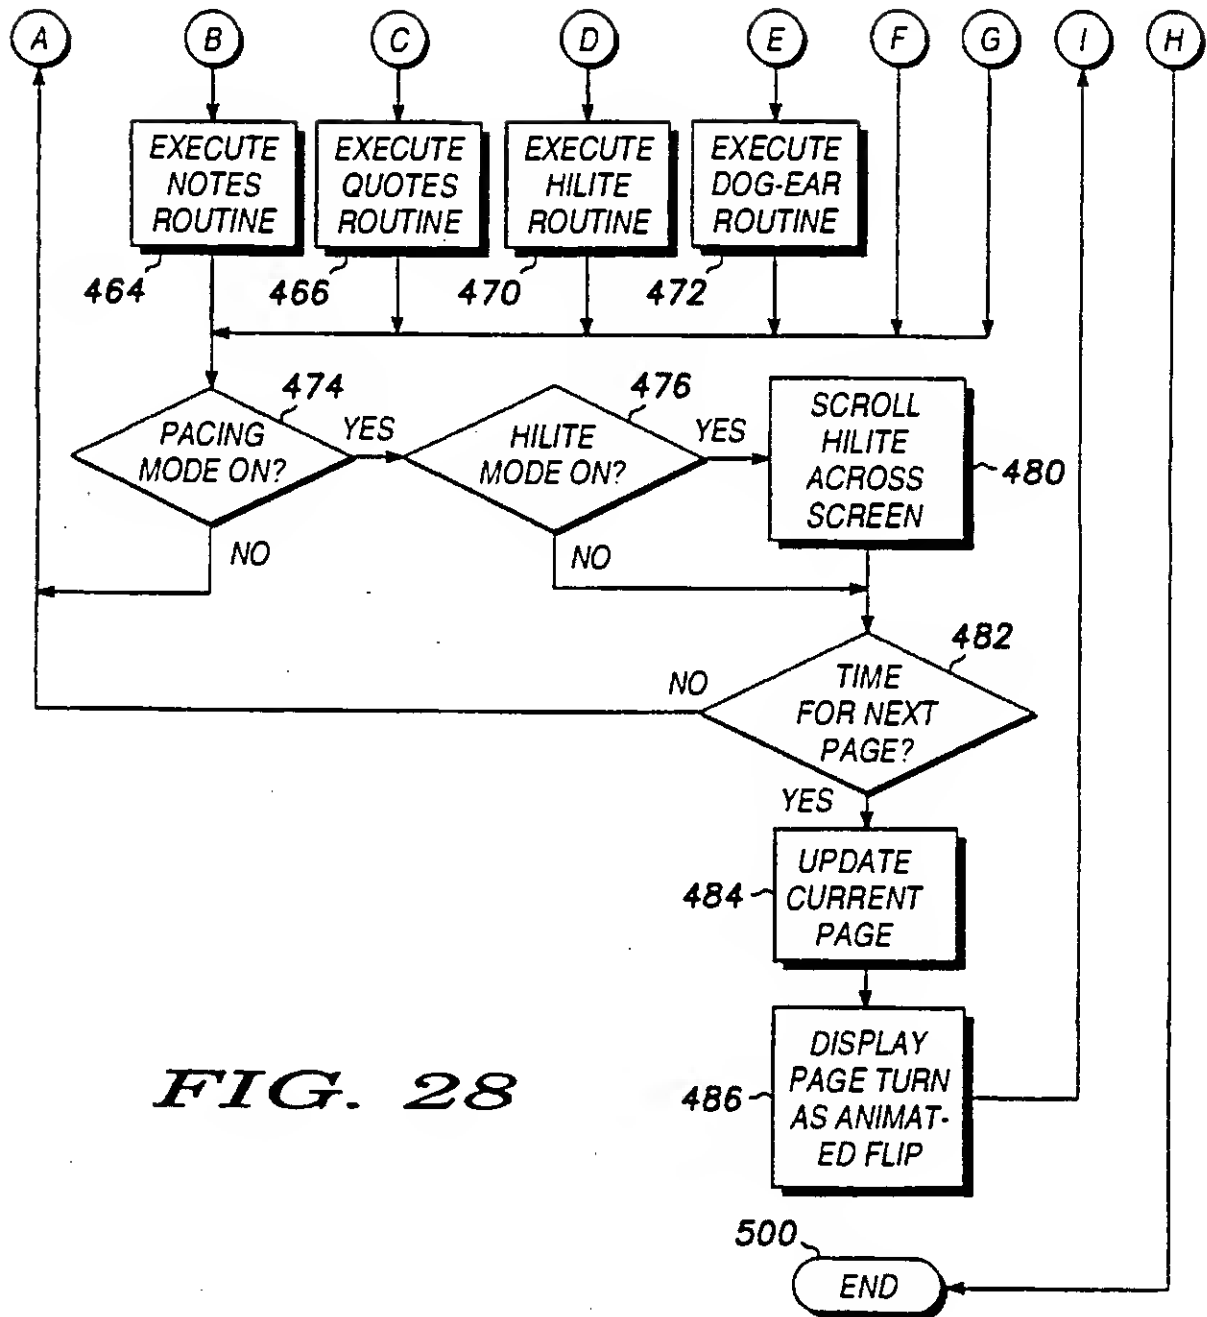 A B C D E F G I H
EXECUTE
NOTES
ROUTINE
464
EXECUTE
QUOTES
ROUTINE
466
EXECUTE
HILITE
ROUTINE
470
EXECUTE
DOG-EAR
ROUTINE
472
PACING
MODE ON?
474
YES
NO
HILITE
MODE ON?
476
YES
NO
SCROLL
HILITE
ACROSS
SCREEN
480
TIME
FOR NEXT
PAGE?
482
NO
YES
UPDATE
CURRENT
PAGE
484
DISPLAY
PAGE TURN
AS ANIMAT-
ED FLIP
486
FIG. 28
500
END